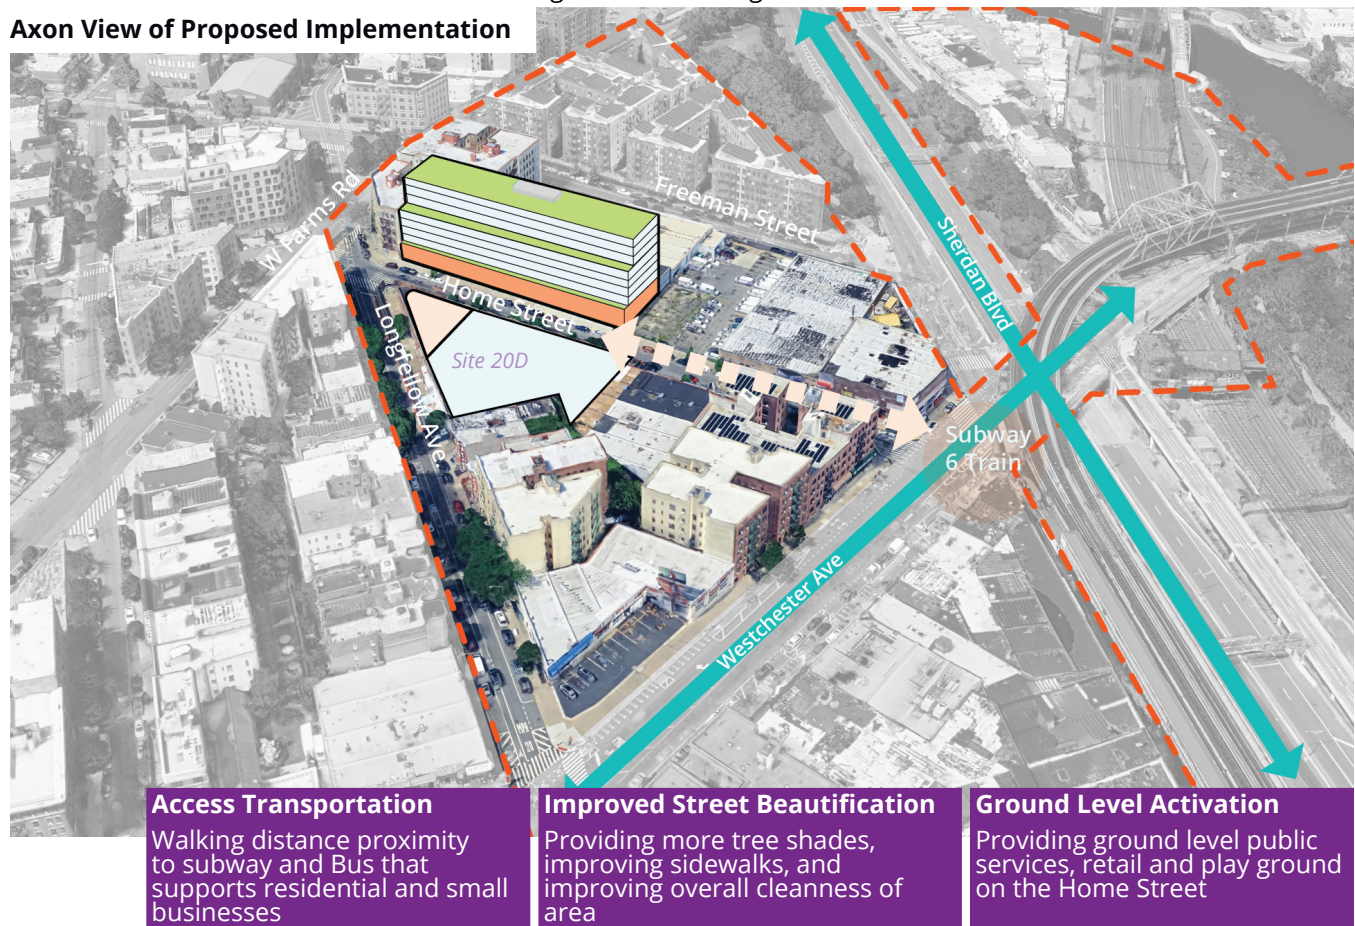 Axon View of Proposed Implementation
W Farms Rd
Freeman Street
Sherdan Blvd
Home Street
Longfellow Ave
Site 20D
Subway
6 Train
Westchester Ave
Access Transportation
Walking distance proximity
to subway and Bus that
supports residential and small
businesses
Improved Street Beautification
Providing more tree shades,
improving sidewalks, and
improving overall cleanness of
area
Ground Level Activation
Providing ground level public
services, retail and play ground
on the Home Street